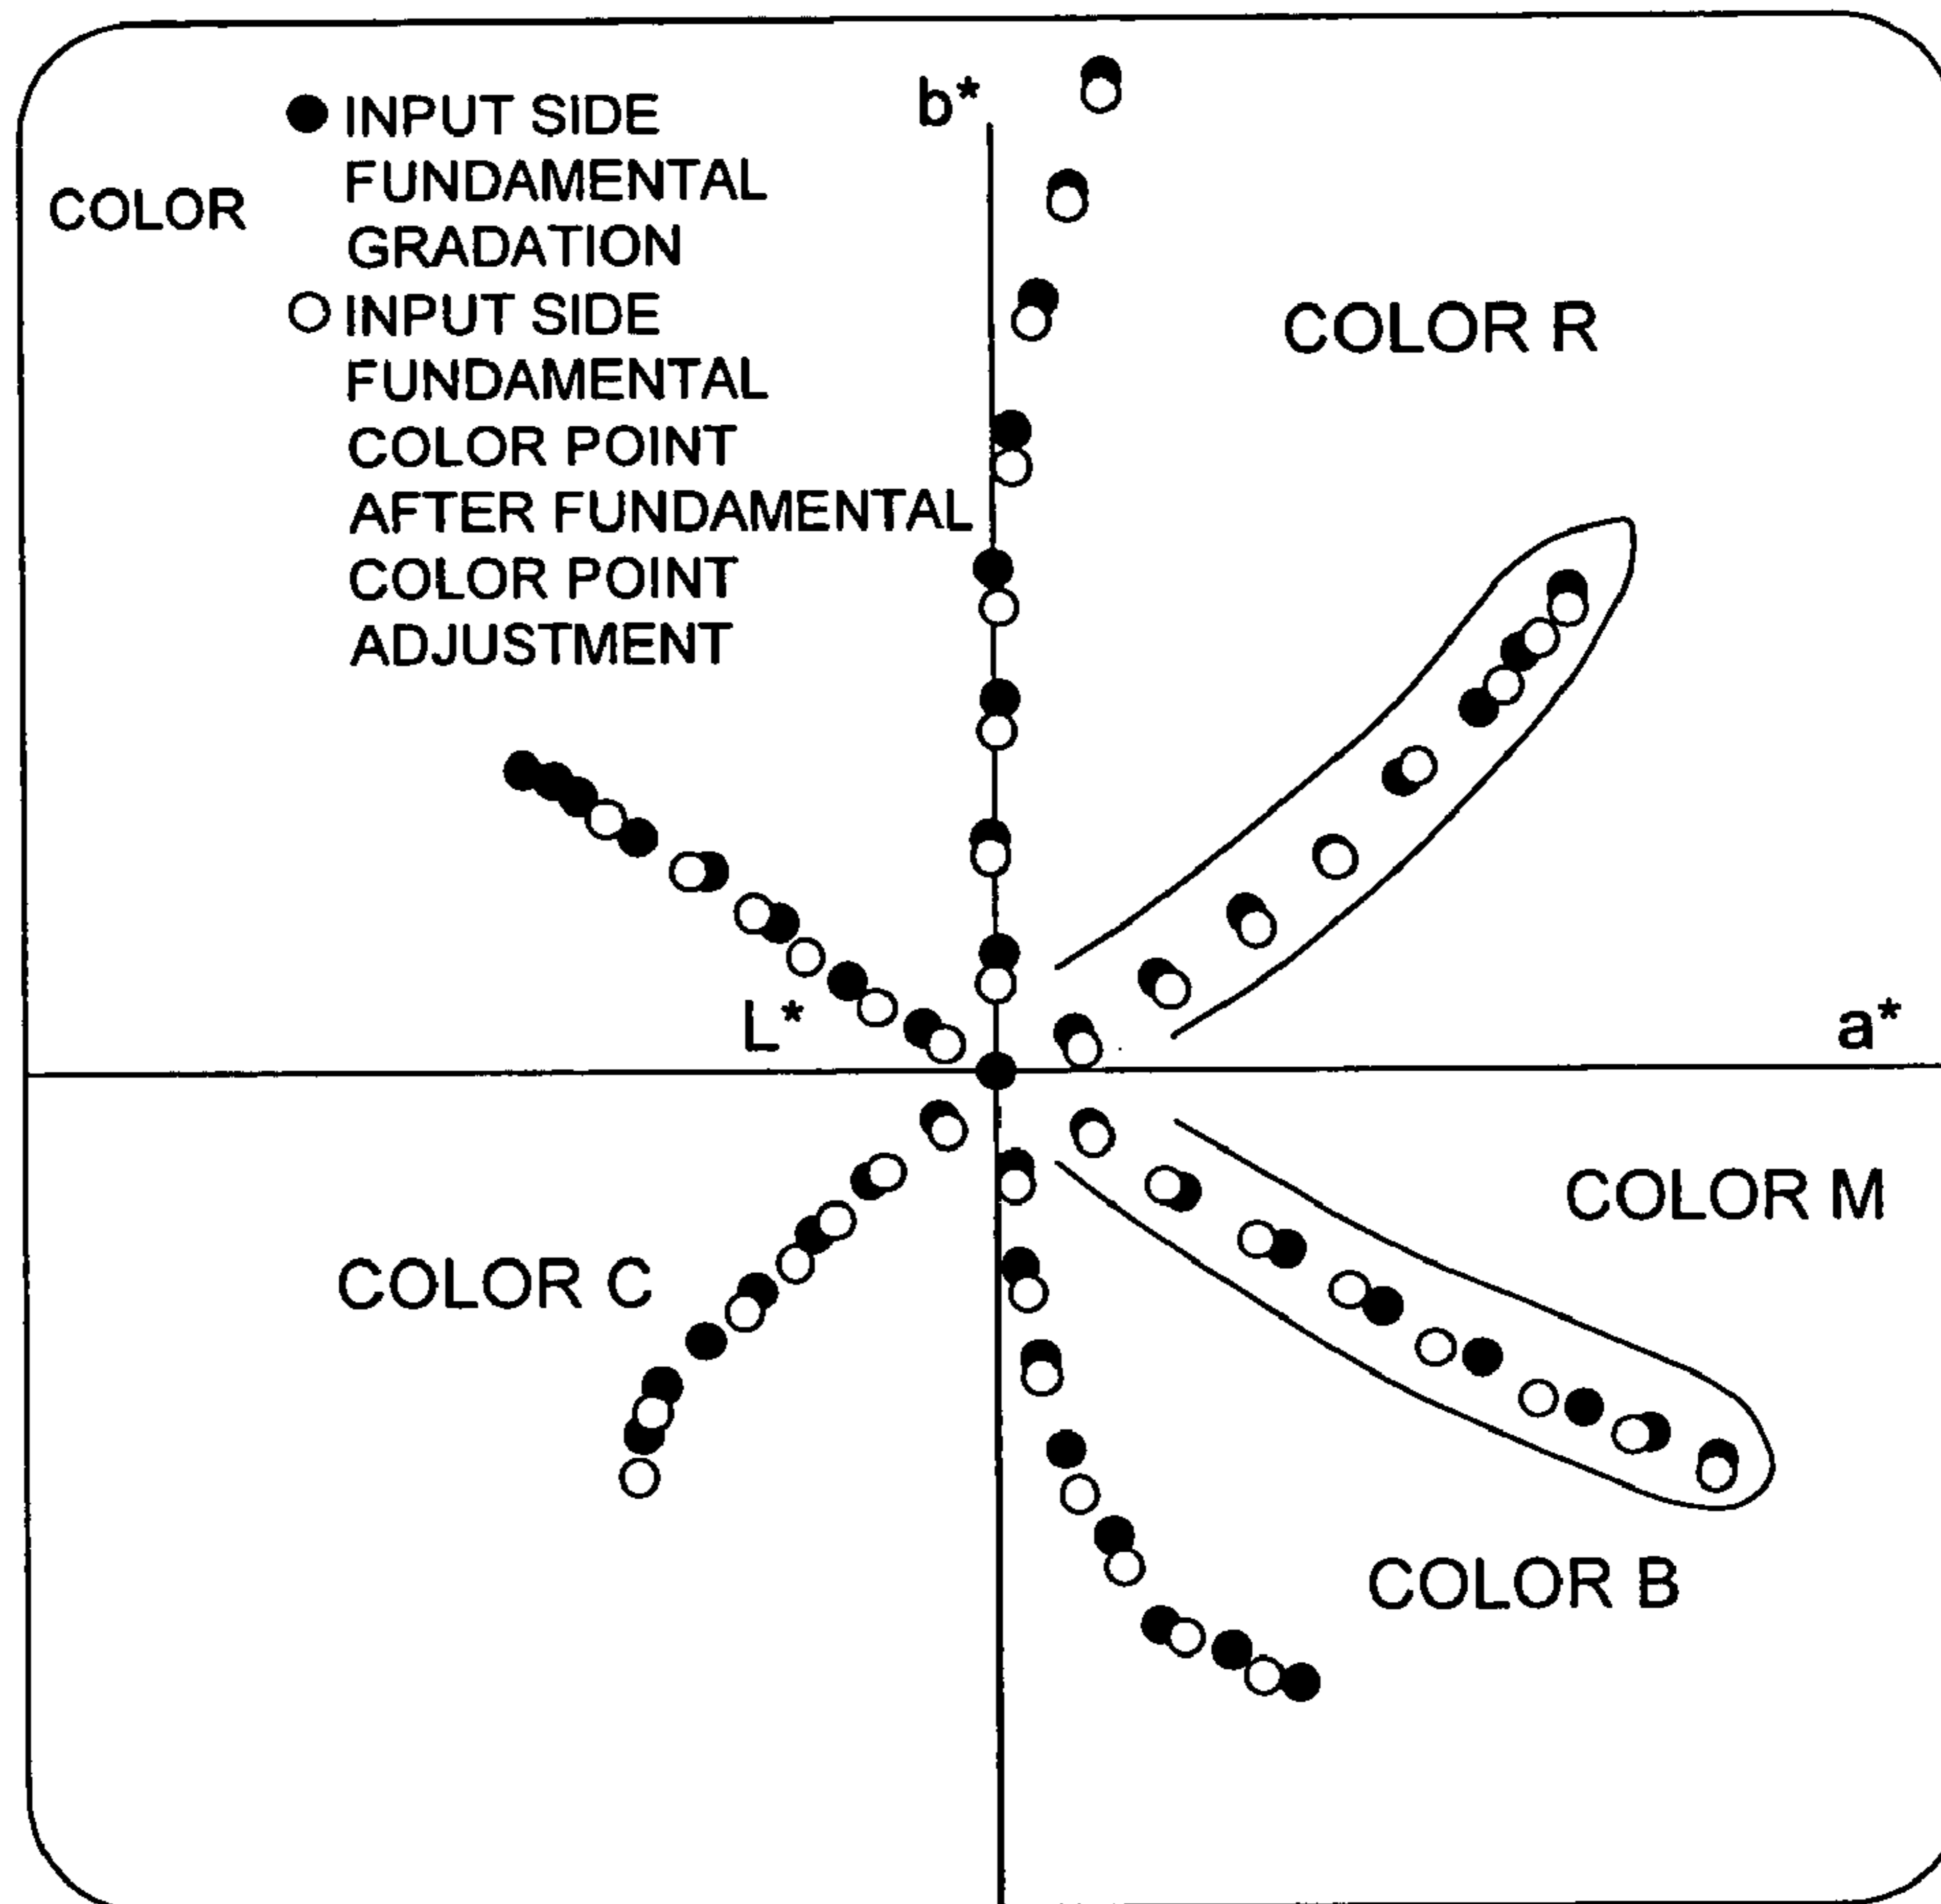 COLOR
● INPUT SIDE
FUNDAMENTAL
GRADATION
○ INPUT SIDE
FUNDAMENTAL
COLOR POINT
AFTER FUNDAMENTAL
COLOR POINT
ADJUSTMENT
b*
COLOR R
L*
a*
COLOR M
COLOR C
COLOR B